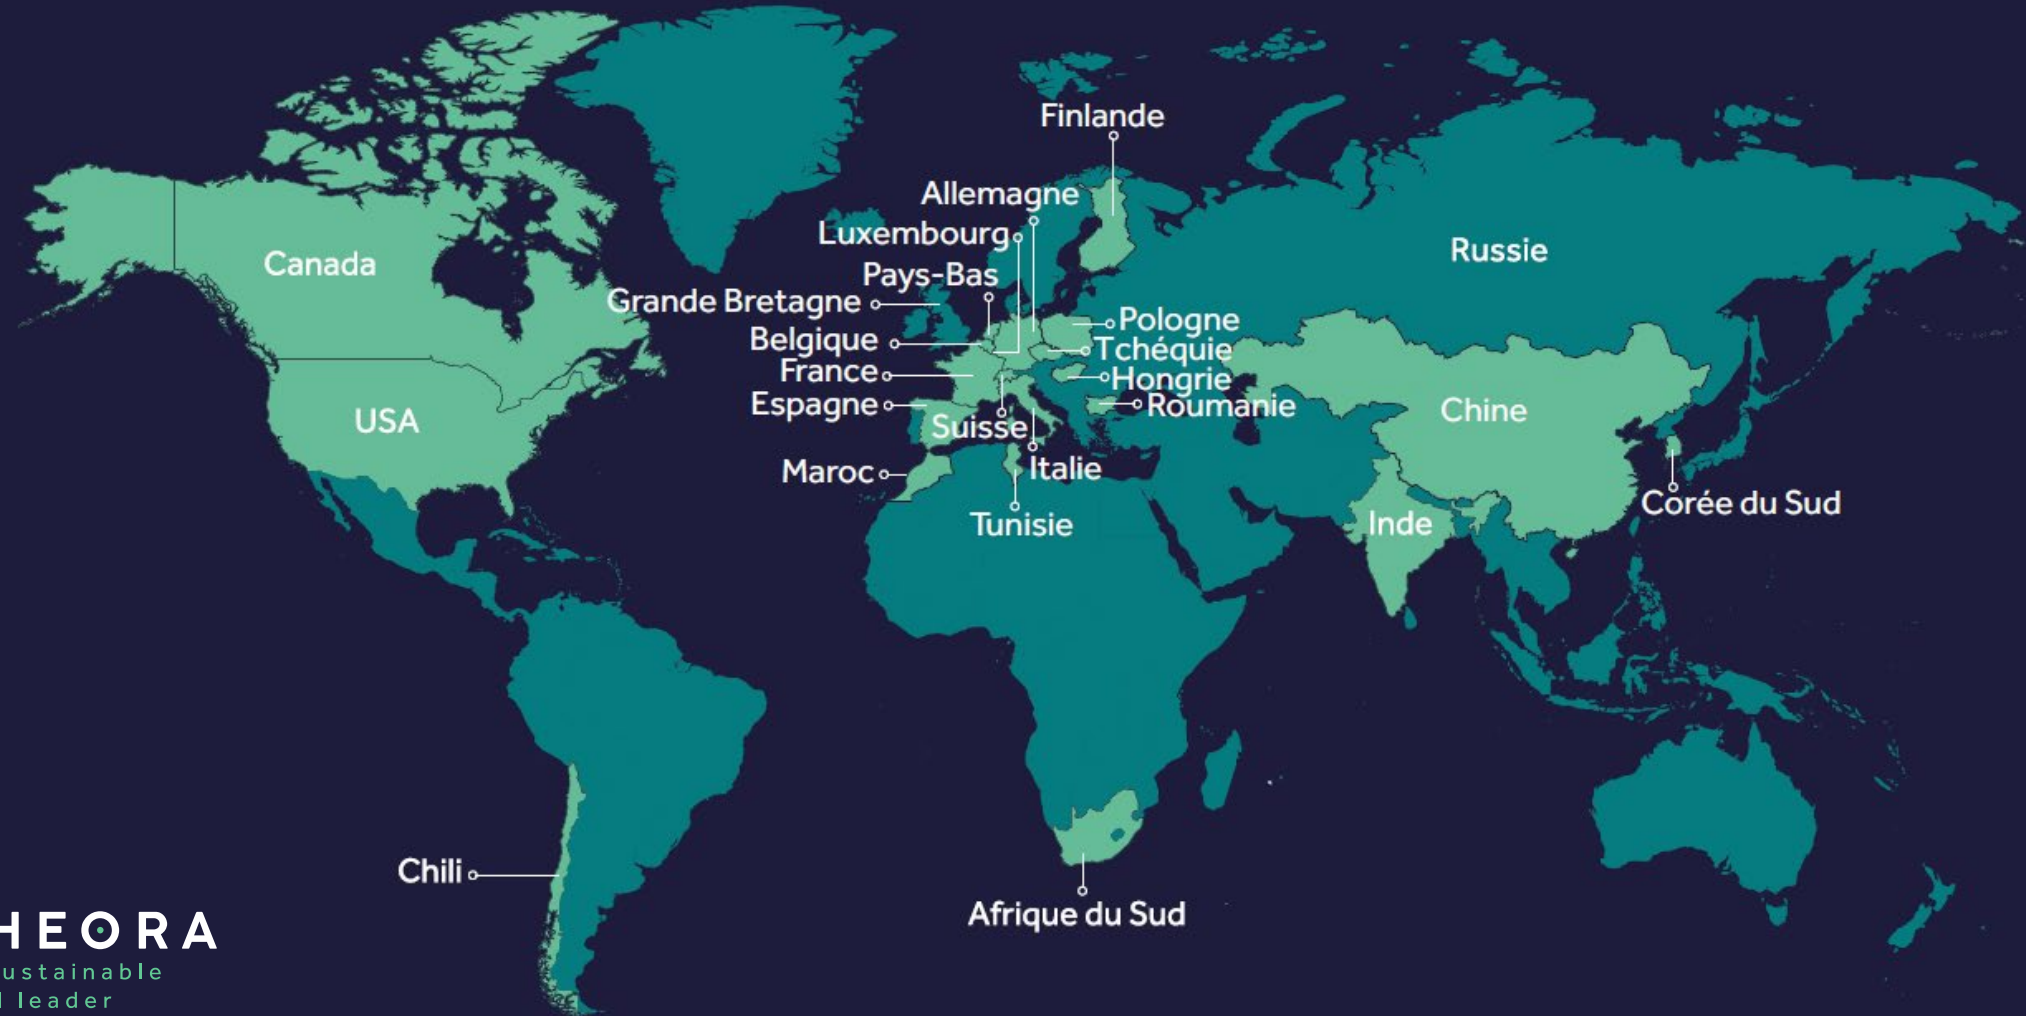 Finlande
Allemagne
Luxembourg
Canada
Russie
Pays-Bas
Grande Bretagne
Pologne
Belgique
Tchéquie
France
Hongrie
Espagne
Roumanie
USA
Chine
Suisse
Maroc
Italie
Corée du Sud
Tunisie
Inde
Chili
Afrique du Sud
HEORA
ustainable
leader